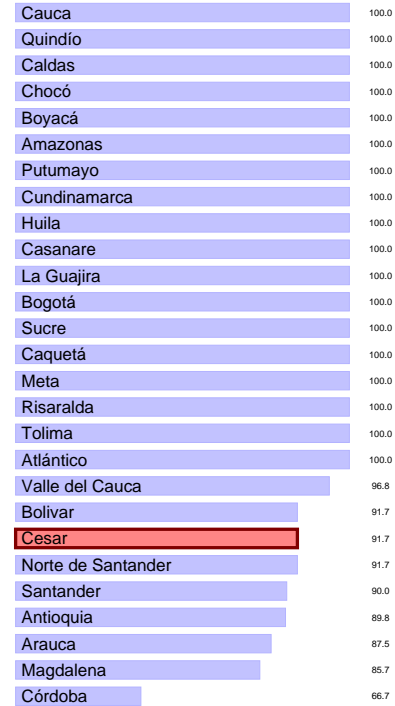 Cauca 100.0
Quindío 100.0
Caldas 100.0
Chocó 100.0
Boyacá 100.0
Amazonas 100.0
Putumayo 100.0
Cundinamarca 100.0
Huila 100.0
Casanare 100.0
La Guajira 100.0
Bogotá 100.0
Sucre 100.0
Caquetá 100.0
Meta 100.0
Risaralda 100.0
Tolima 100.0
Atlántico 100.0
Valle del Cauca 96.8
Bolivar 91.7
Cesar 91.7
Norte de Santander 91.7
Santander 90.0
Antioquia 89.8
Arauca 87.5
Magdalena 85.7
Córdoba 66.7